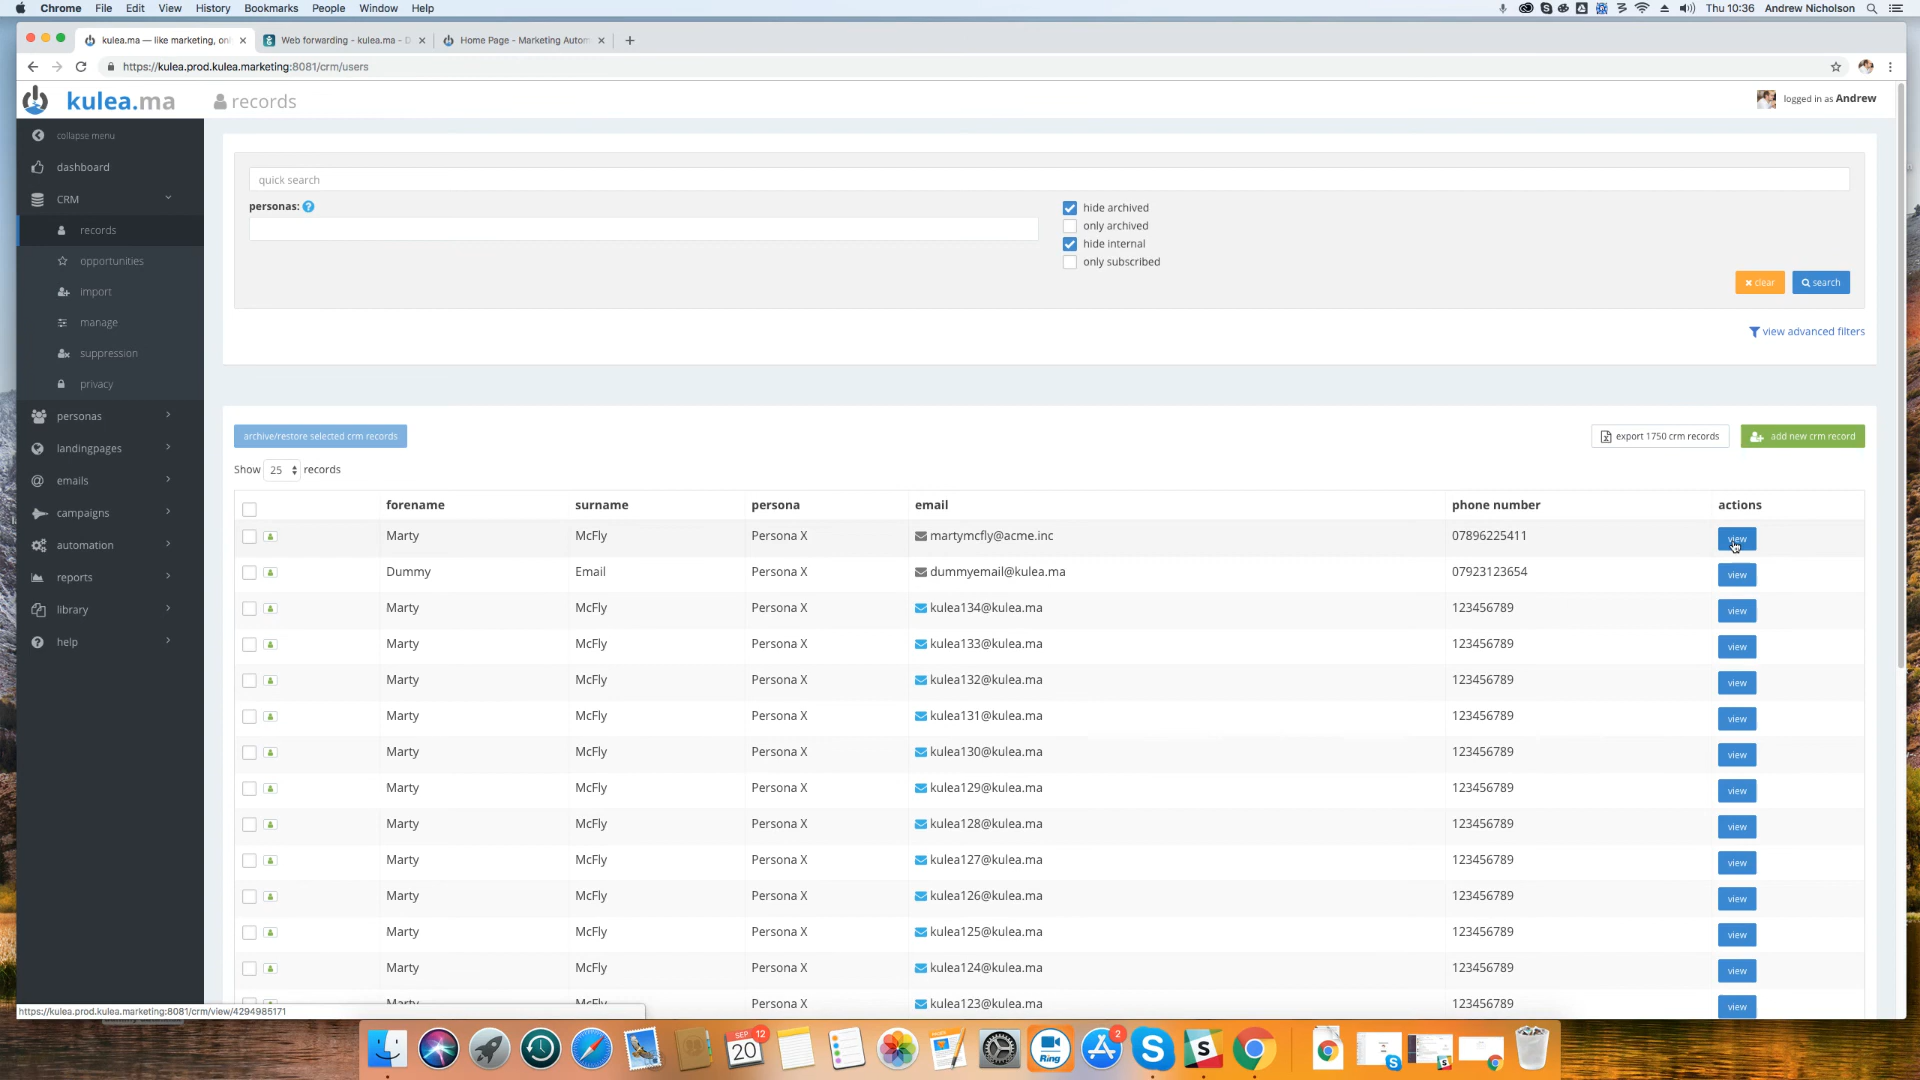 Chrome File Edit View History Bookmarks People Window Help
Thu 10:36 Andrew Nicholson
kulea.ma — like marketing, onl
Web forwarding - kulea.ma - D
Home Page - Marketing Autom
https://kulea.prod.kulea.marketing:8081/crm/users
kulea.ma
records
logged in as Andrew
collapse menu
dashboard
CRM
records
opportunities
import
manage
suppression
privacy
personas
landingpages
emails
campaigns
automation
reports
library
help
quick search
personas: ?
hide archived
only archived
hide internal
only subscribed
clear
search
view advanced filters
archive/restore selected crm records
export 1750 crm records
add new crm record
Show 25 records
forename surname persona email phone number actions
Marty McFly Persona X martymcfly@acme.inc 07896225411 view
Dummy Email Persona X dummyemail@kulea.ma 07923123654 view
Marty McFly Persona X kulea134@kulea.ma 123456789 view
Marty McFly Persona X kulea133@kulea.ma 123456789 view
Marty McFly Persona X kulea132@kulea.ma 123456789 view
Marty McFly Persona X kulea131@kulea.ma 123456789 view
Marty McFly Persona X kulea130@kulea.ma 123456789 view
Marty McFly Persona X kulea129@kulea.ma 123456789 view
Marty McFly Persona X kulea128@kulea.ma 123456789 view
Marty McFly Persona X kulea127@kulea.ma 123456789 view
Marty McFly Persona X kulea126@kulea.ma 123456789 view
Marty McFly Persona X kulea125@kulea.ma 123456789 view
Marty McFly Persona X kulea124@kulea.ma 123456789 view
Marty McFly Persona X kulea123@kulea.ma 123456789 view
https://kulea.prod.kulea.marketing:8081/crm/view/4294985171
SEP
20
12
Ring
2